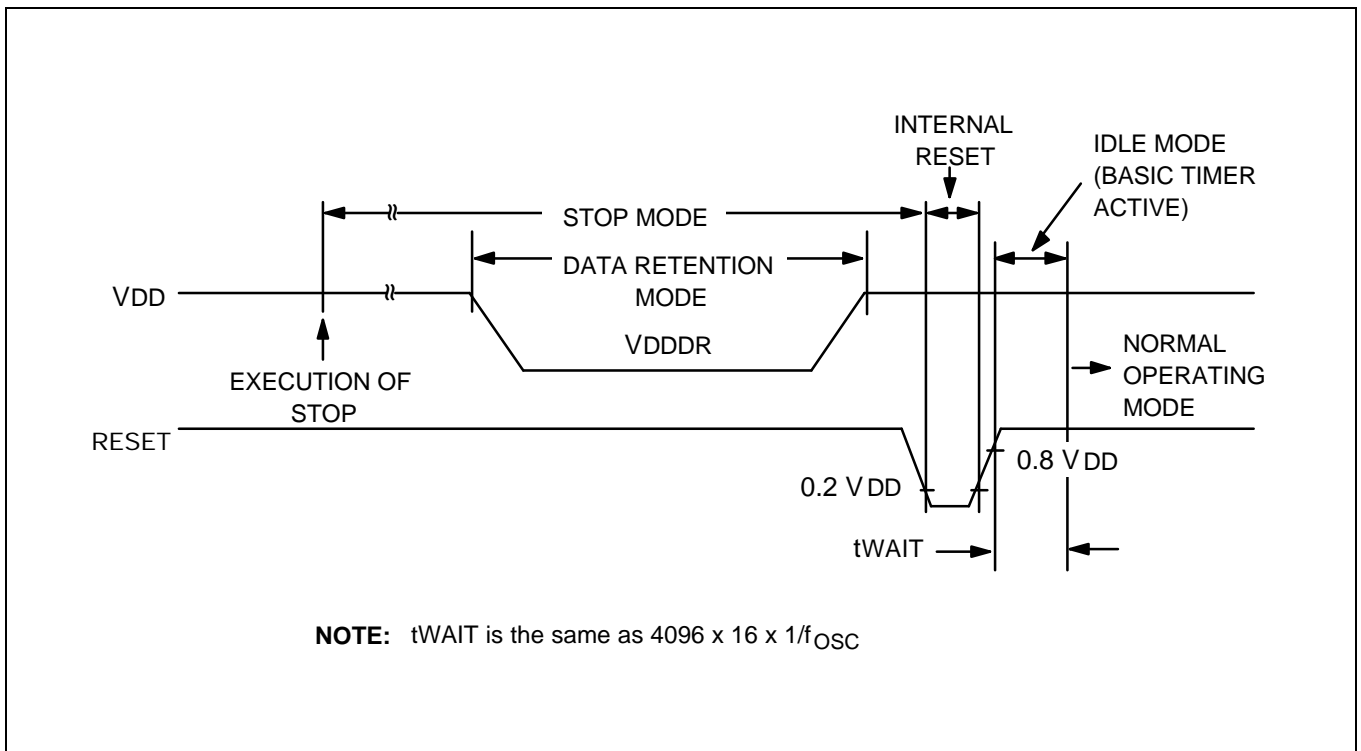 INTERNAL
RESET
IDLE MODE
(BASIC TIMER
ACTIVE)
STOP MODE
DATA RETENTION
MODE
VDD
VDDDR
EXECUTION OF
STOP
NORMAL
OPERATING
MODE
RESET
0.8 VDD
0.2 VDD
tWAIT
NOTE: tWAIT is the same as 4096 x 16 x 1/fOSC